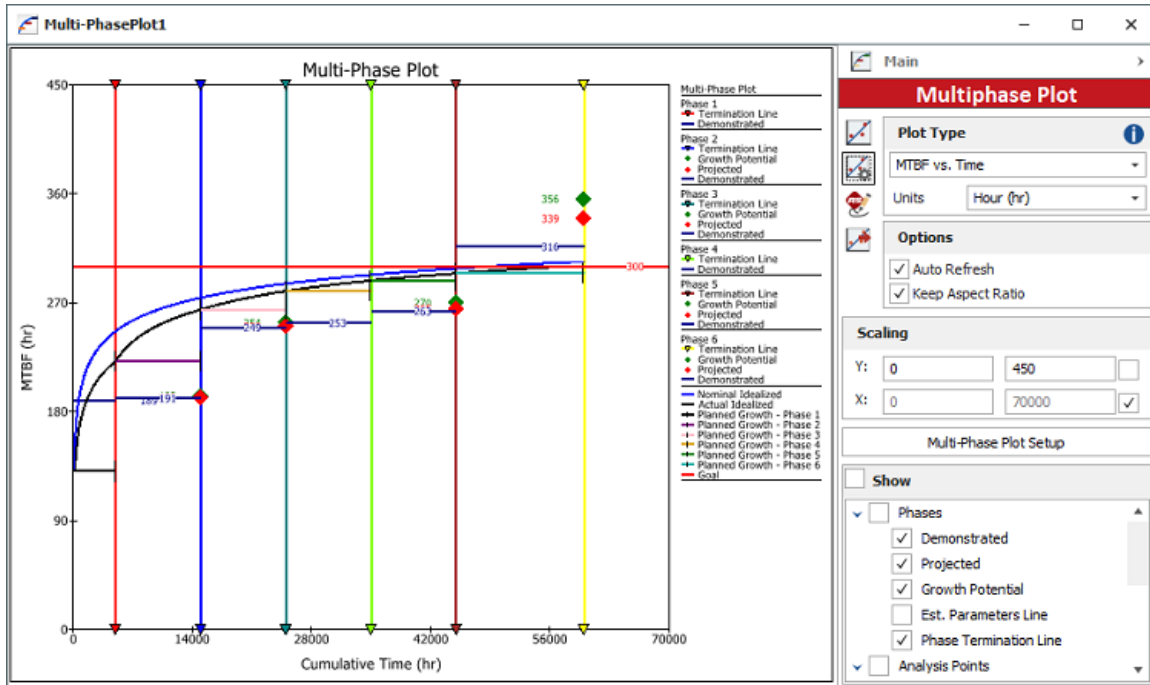 Multi-PhasePlot1
Multi-Phase Plot
MTBF (hr)
450
360
270
180
90
0
0
14000
28000
42000
56000
70000
Cumulative Time (hr)
356
339
316
300
270
263
253
249
191
Multi-Phase Plot
Phase 1
Termination Line
Demonstrated
Phase 2
Termination Line
Growth Potential
Projected
Demonstrated
Phase 3
Termination Line
Growth Potential
Projected
Demonstrated
Phase 4
Termination Line
Demonstrated
Phase 5
Termination Line
Growth Potential
Projected
Demonstrated
Phase 6
Termination Line
Growth Potential
Projected
Demonstrated
Nominal Idealized
Actual Idealized
Planned Growth - Phase 1
Planned Growth - Phase 2
Planned Growth - Phase 3
Planned Growth - Phase 4
Planned Growth - Phase 5
Planned Growth - Phase 6
Goal
Main
Multiphase Plot
Plot Type
MTBF vs. Time
Units Hour (hr)
Options
Auto Refresh
Keep Aspect Ratio
Scaling
Y: 0 450
X: 0 70000
Multi-Phase Plot Setup
Show
Phases
Demonstrated
Projected
Growth Potential
Est. Parameters Line
Phase Termination Line
Analysis Points